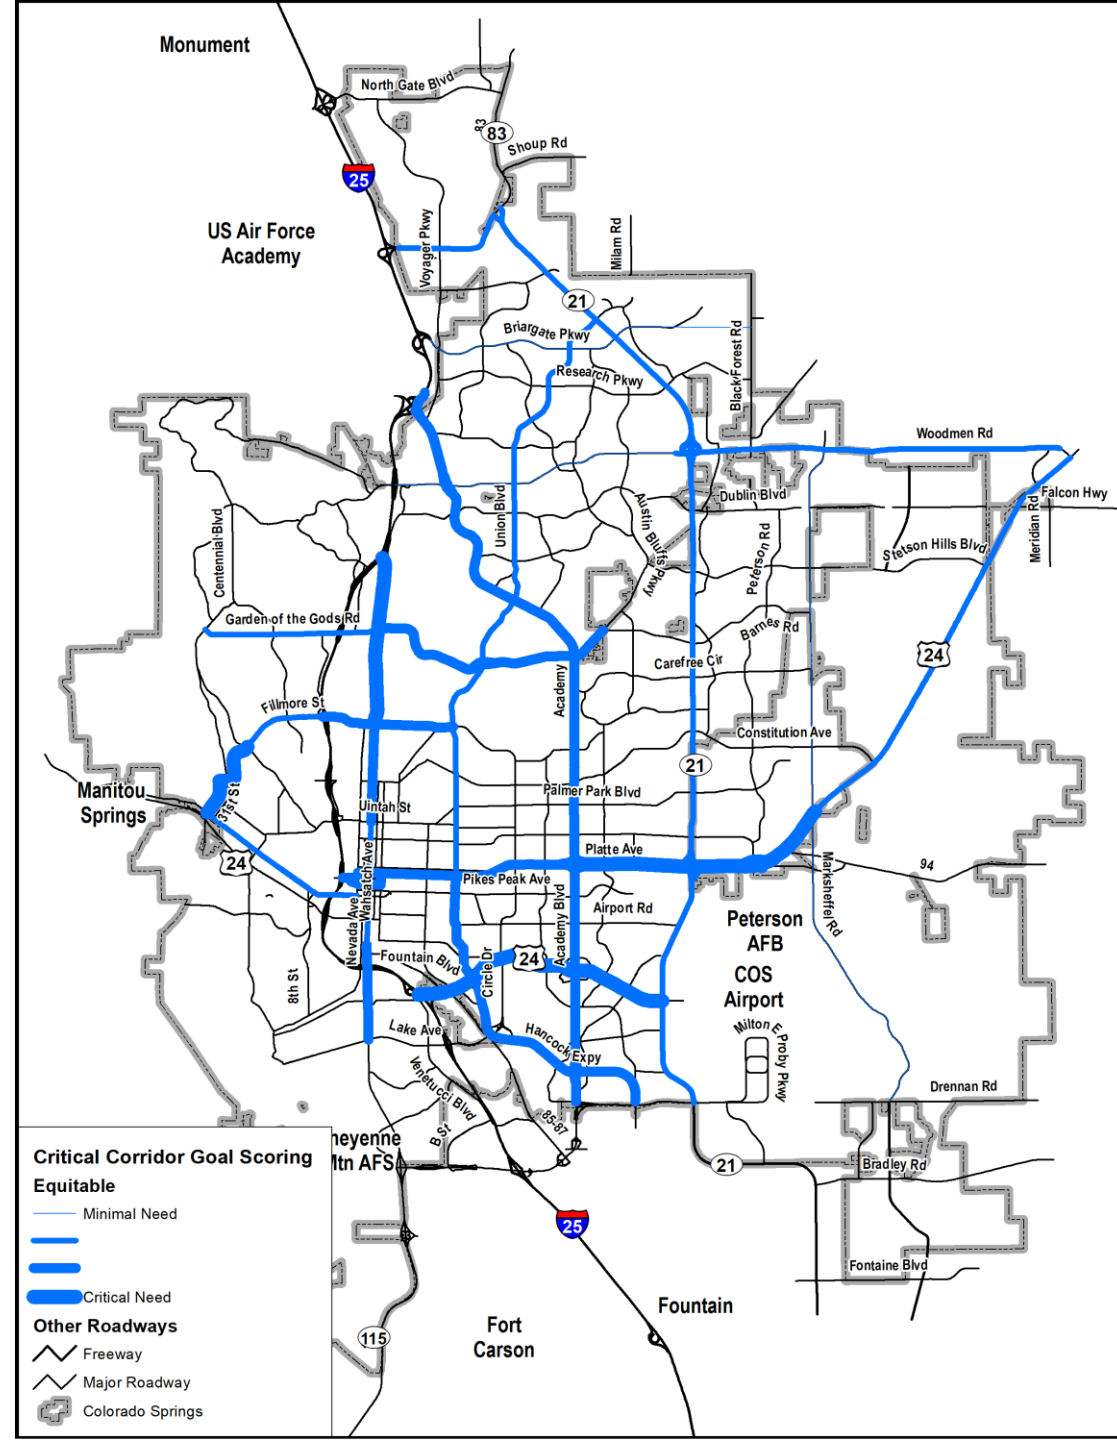 Monument
North Gate Blvd
83
83
Shoup Rd
25
US Air Force
Academy
Voyager Pkwy
Milam Rd
21
Briargate Pkwy
Research Pkwy
Black Forest Rd
Woodmen Rd
Union Blvd
Austin Bluffs Pkwy
Dublin Blvd
Falcon Hwy
Meridian Rd
Centennial Blvd
Peterson Rd
Stetson Hills Blvd
Garden of the Gods Rd
Barnes Rd
Carefree Cir
24
Academy
Fillmore St
Constitution Ave
21
Manitou
Springs
31st St
Palmer Park Blvd
Uintah St
24
Platte Ave
94
Pikes Peak Ave
Nevada Ave
Wahsatch Ave
Academy Blvd
Airport Rd
Marksheffel Rd
Peterson
AFB
COS
Airport
Fountain Blvd
24
Circle Dr
8th St
Lake Ave
Hancock Expy
Milton E Proby Pkwy
Venetucci Blvd
Drennan Rd
85-87
B St
heyenne
Mtn AFS
21
Bradley Rd
25
Fontaine Blvd
Fountain
Fort
Carson
115
Critical Corridor Goal Scoring
Equitable
Minimal Need
Critical Need
Other Roadways
Freeway
Major Roadway
Colorado Springs